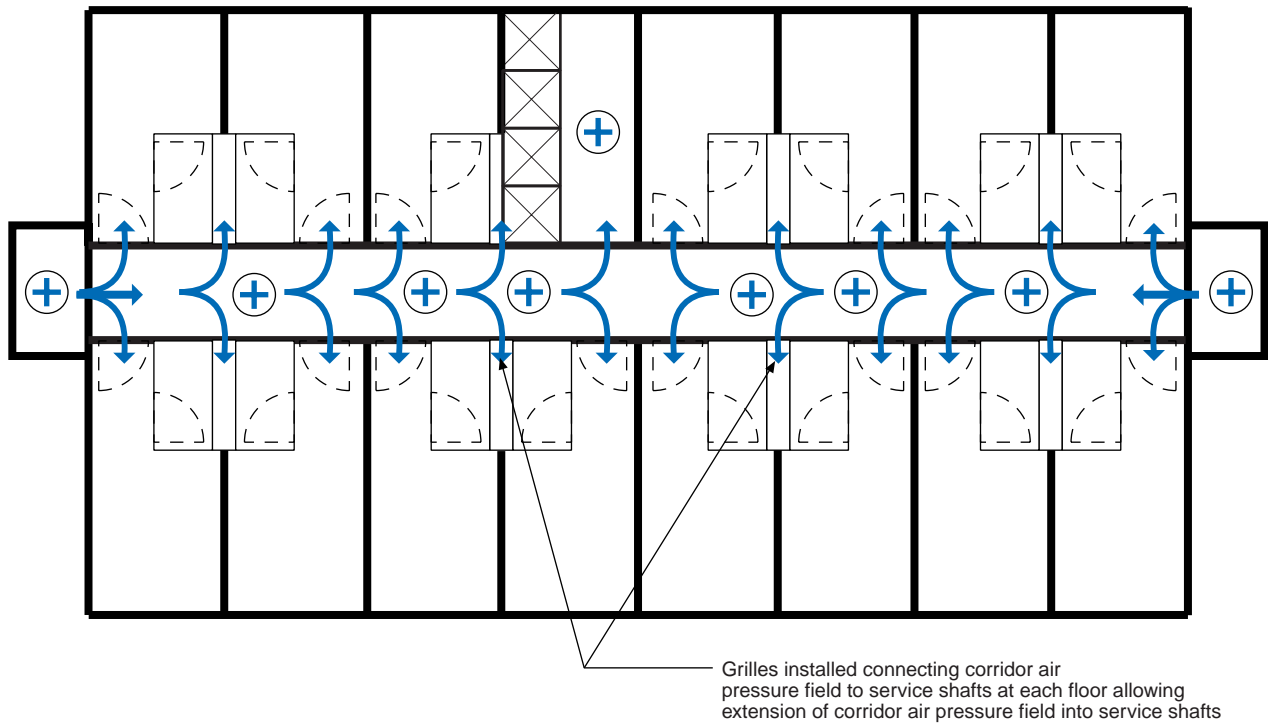 Grilles installed connecting corridor air
pressure field to service shafts at each floor allowing
extension of corridor air pressure field into service shafts